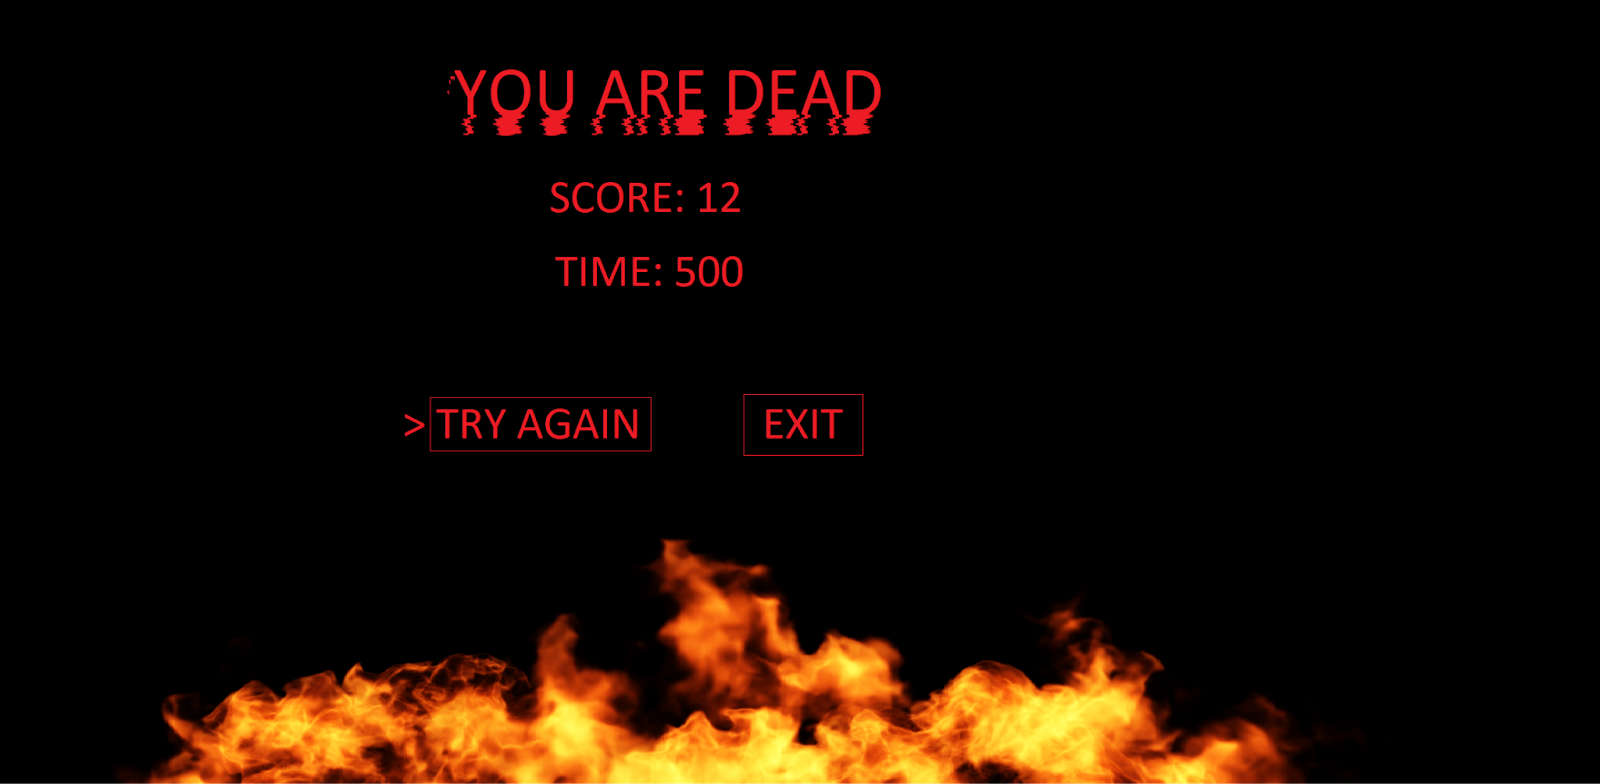 YOU ARE DEAD
SCORE: 12
TIME: 500
> TRY AGAIN EXIT